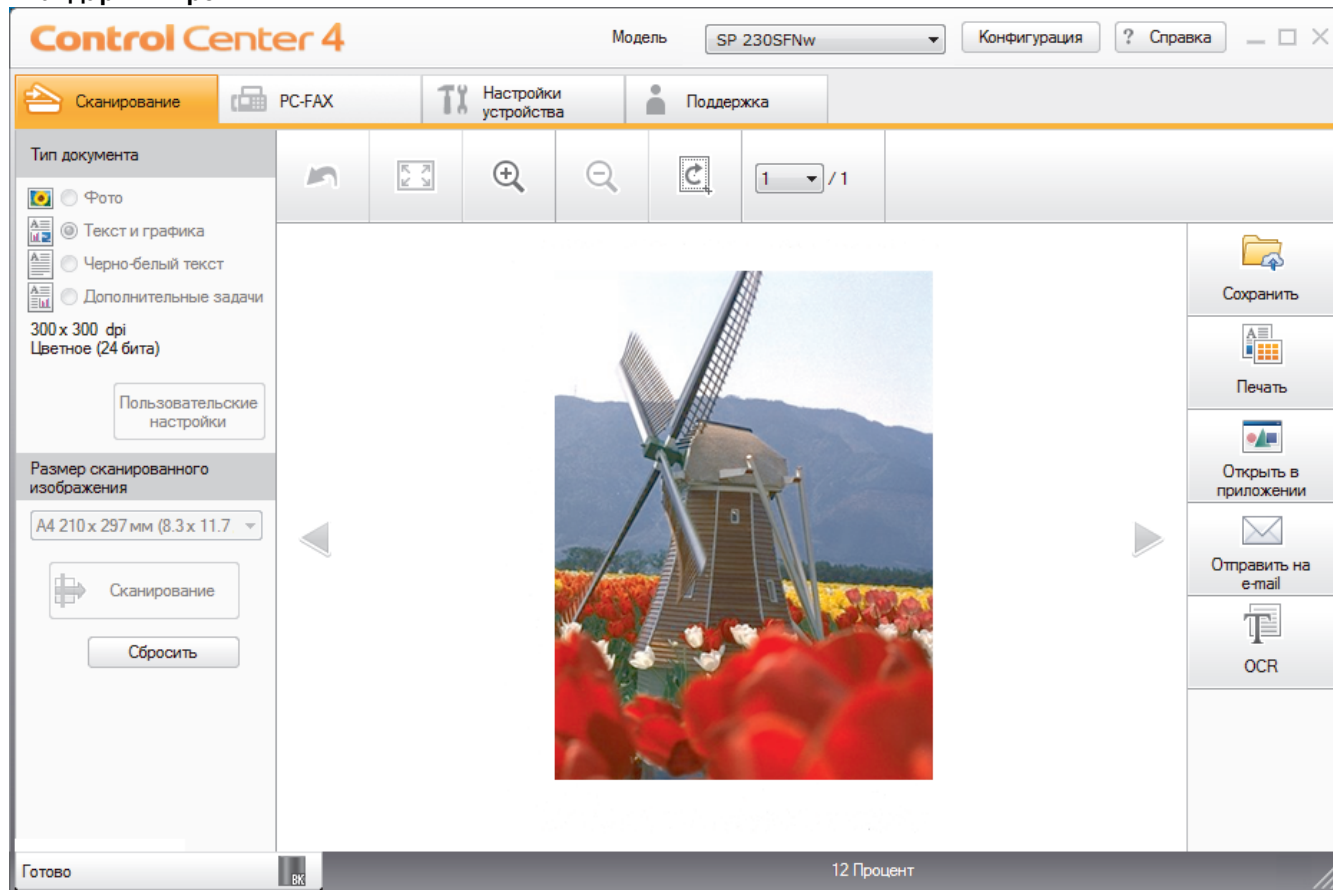 Control Center 4
Модель
SP 230SFNw
Конфигурация
? Справка
Сканирование
PC-FAX
Настройки
устройства
Поддержка
Тип документа
Фото
Текст и графика
Черно-белый текст
Дополнительные задачи
300 x 300 dpi
Цветное (24 бита)
Пользовательские
настройки
Размер сканированного
изображения
A4 210 x 297 мм (8.3 x 11.7
Сканирование
Сбросить
1
/ 1
Сохранить
Печать
Открыть в
приложении
Отправить на
e-mail
OCR
Готово
BK
12 Процент